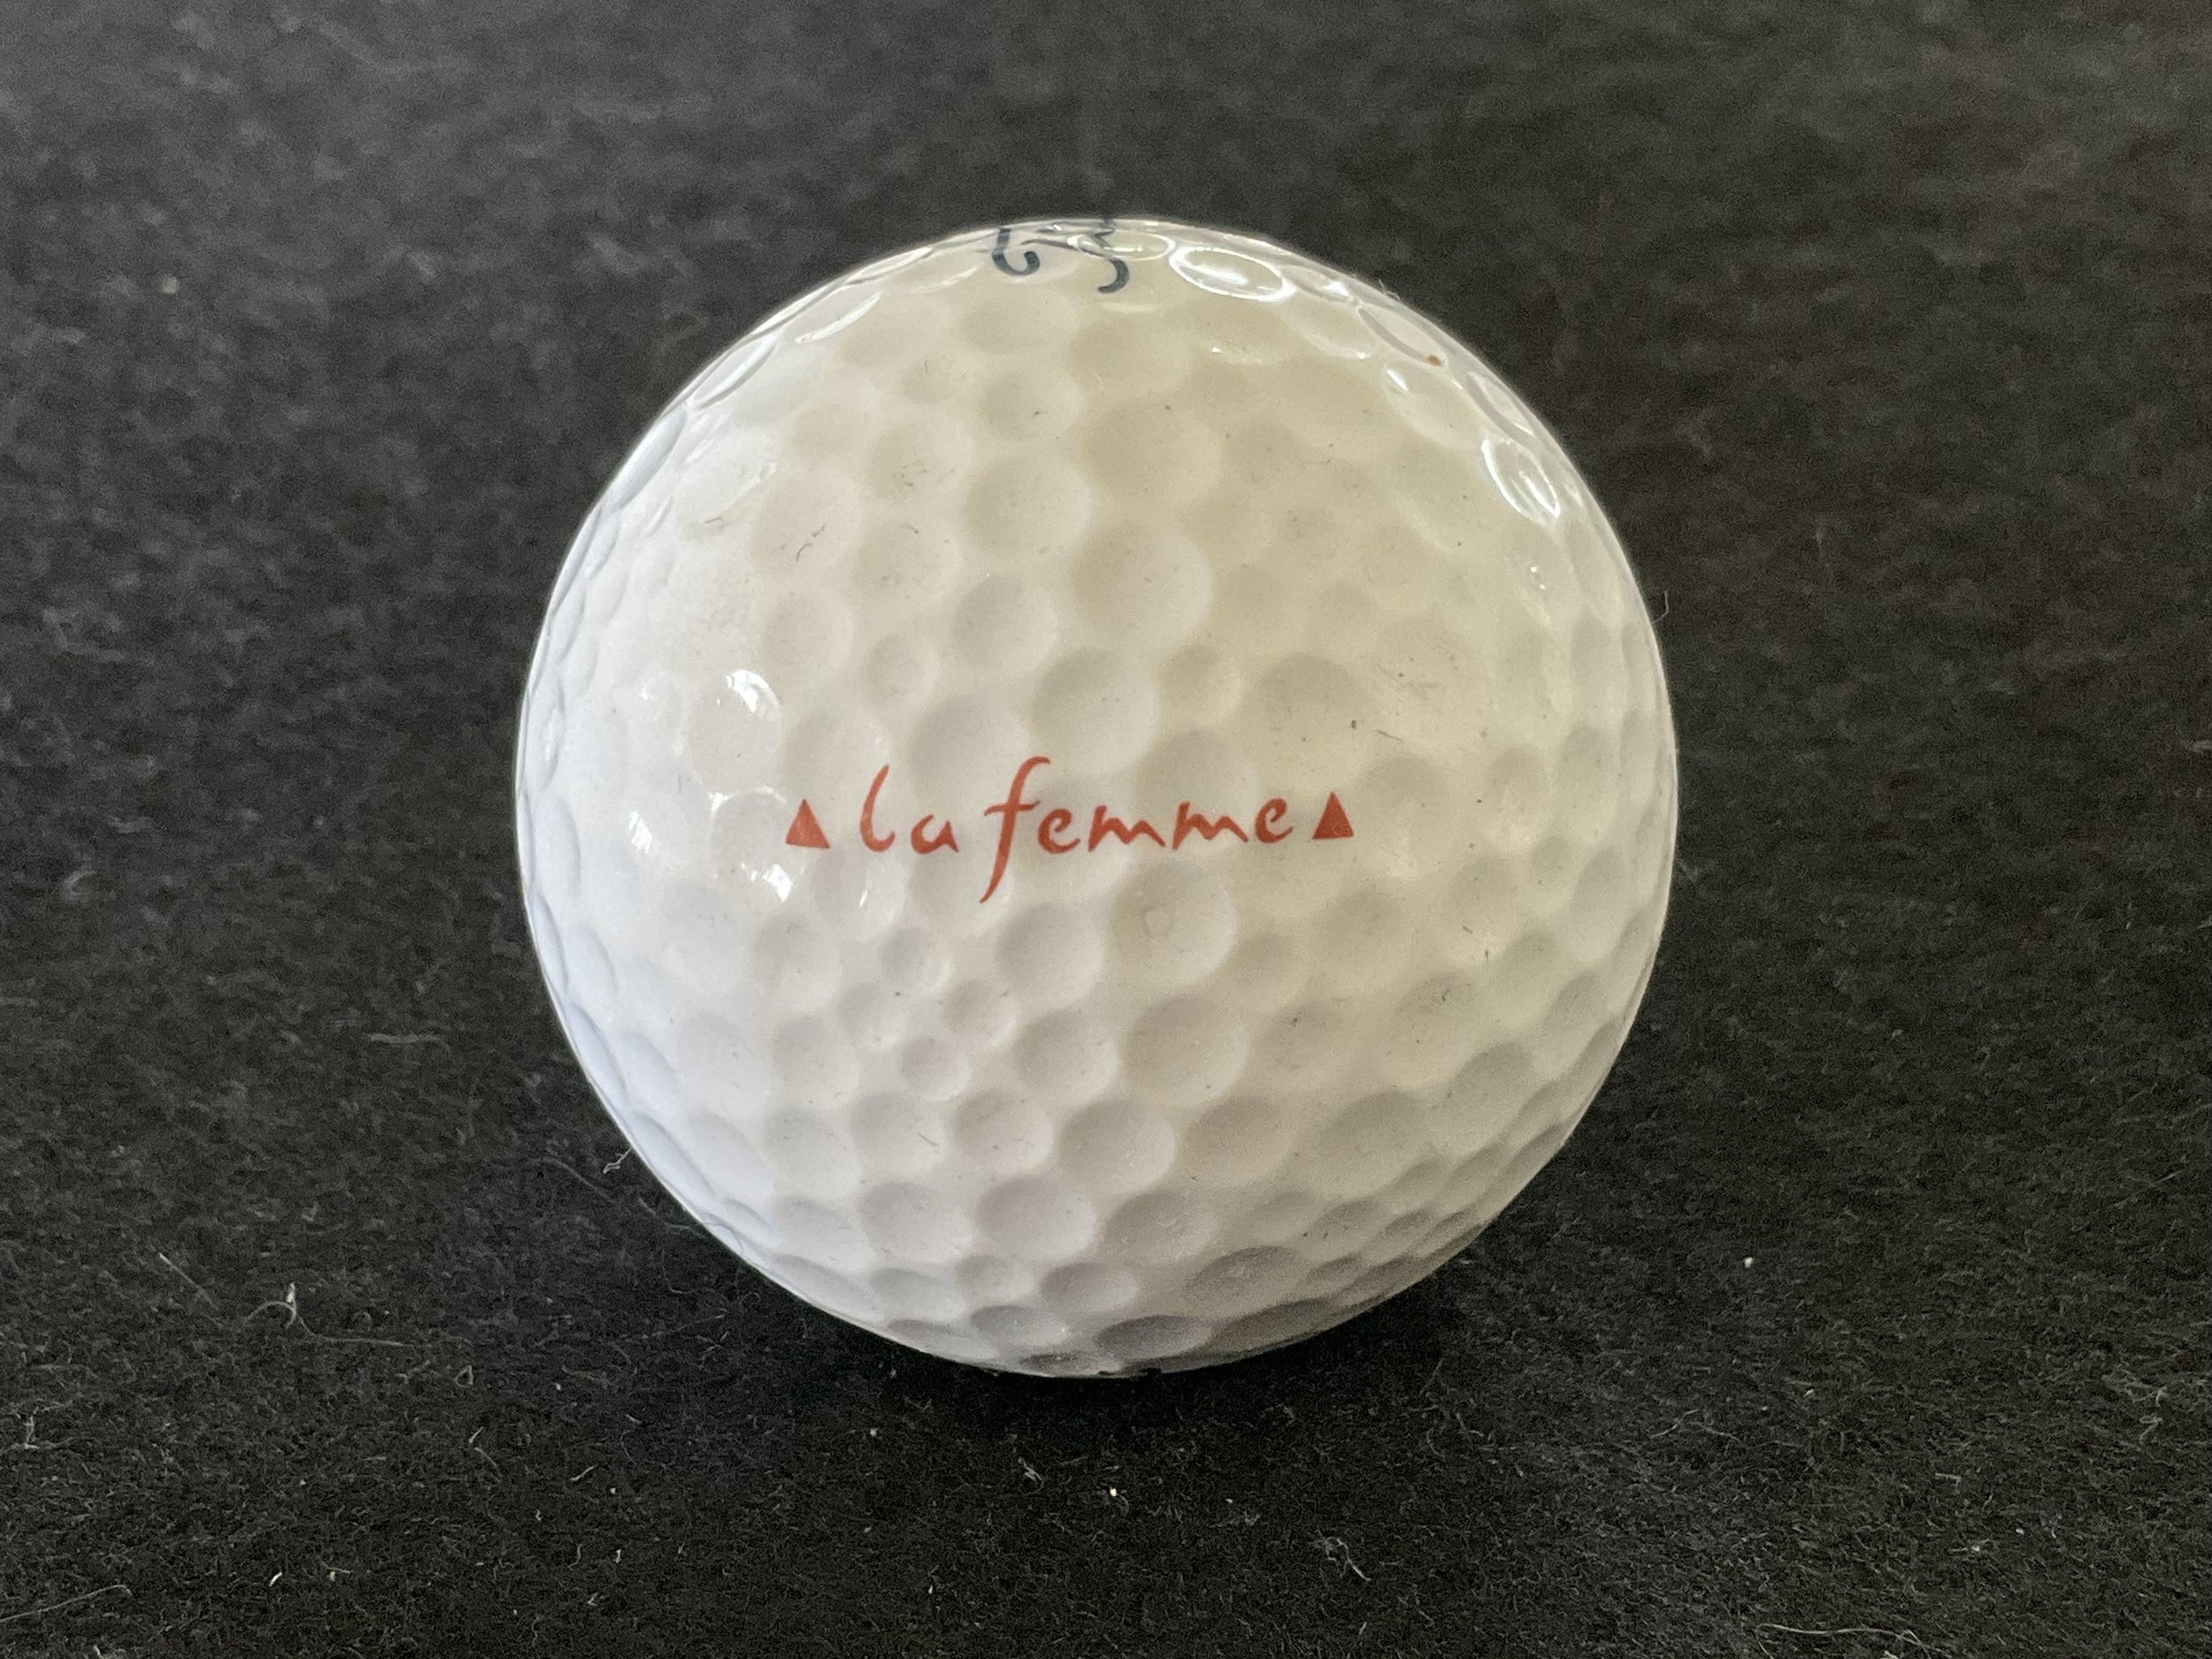 ▲la femme▲